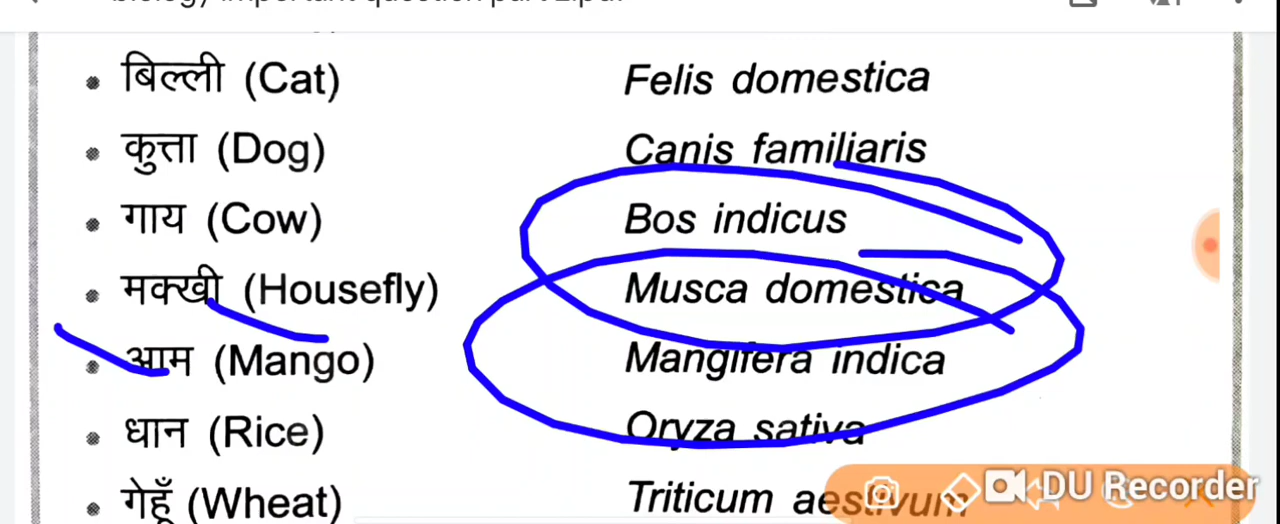 बिल्ली (Cat) Felis domestica
कुत्ता (Dog) Canis familiaris
गाय (Cow) Bos indicus
मक्खी (Housefly) Musca domestica
आम (Mango) Mangifera indica
धान (Rice) Oryza sativa
गेहूँ (Wheat) Triticum aestivum
DU Recorder